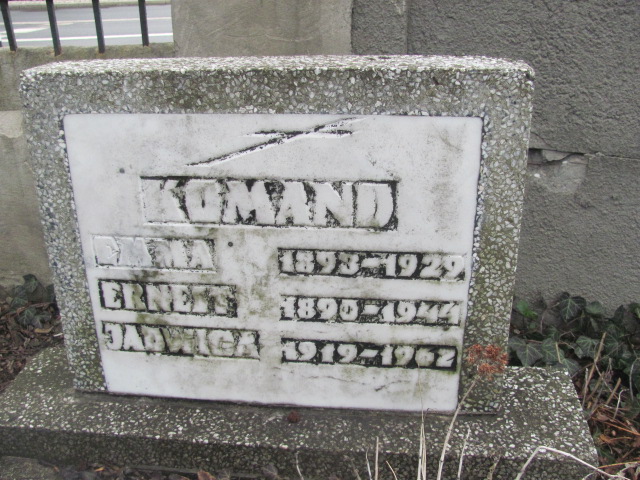 KOMAND
EMMA 1893-1929
ERNEST 1890-1944
JADWIGA 1919-1962